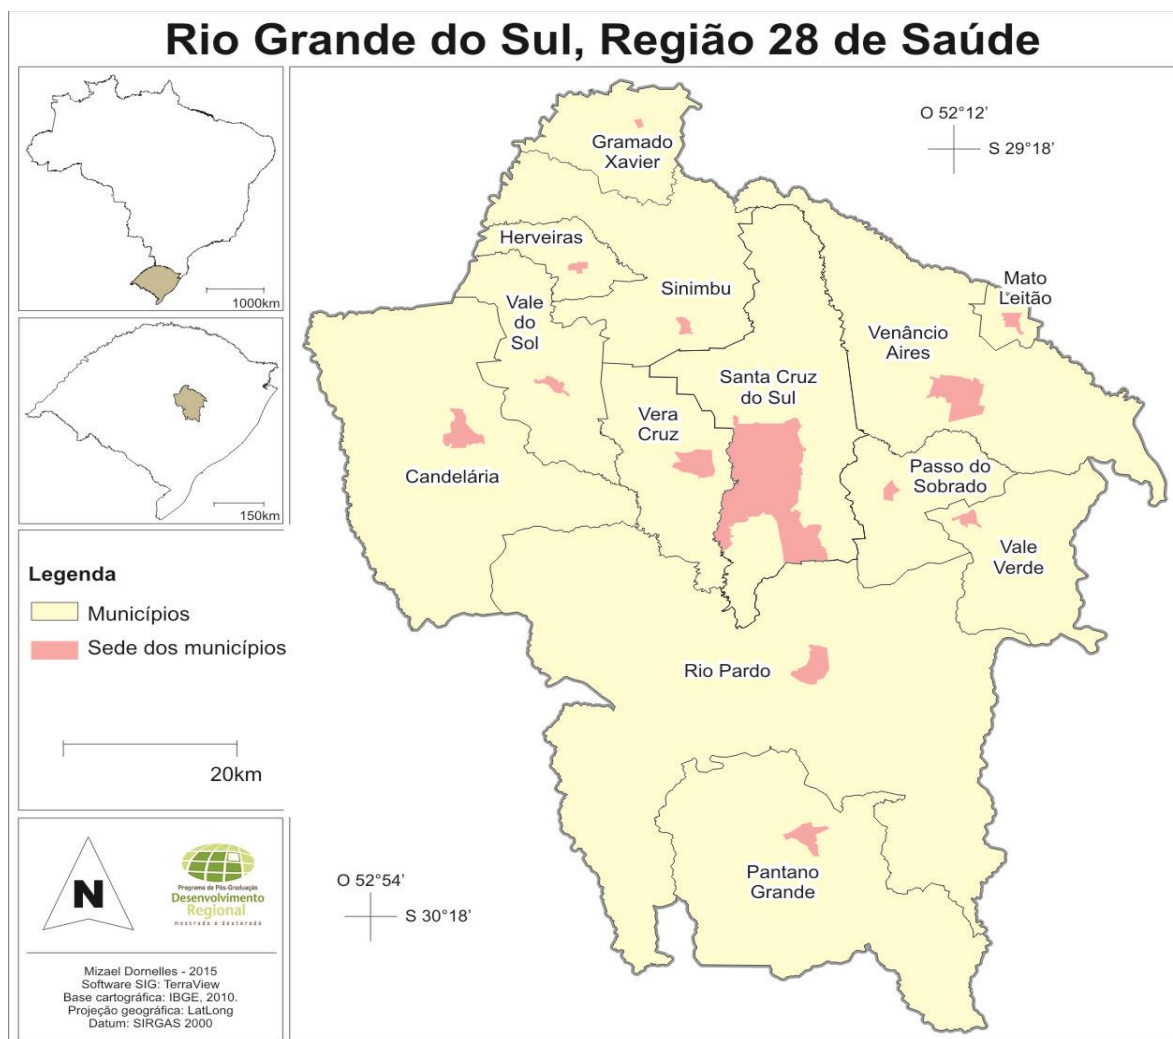 Rio Grande do Sul, Região 28 de Saúde
1000km
150km
Legenda
Municípios
Sede dos municípios
20km
N
Programa de Pós-Graduação
Desenvolvimento
Regional
mestrado e doutorado
Mizael Dornelles - 2015
Software SIG: TerraView
Base cartográfica: IBGE, 2010.
Projeção geográfica: LatLong
Datum: SIRGAS 2000
O 52°12’
S 29°18’
Gramado
Xavier
Herveiras
Sinimbu
Mato
Leitão
Vale
do
Sol
Venâncio
Aires
Santa Cruz
do Sul
Vera
Cruz
Candelária
Passo do
Sobrado
Vale
Verde
Rio Pardo
Pantano
Grande
O 52°54’
S 30°18’